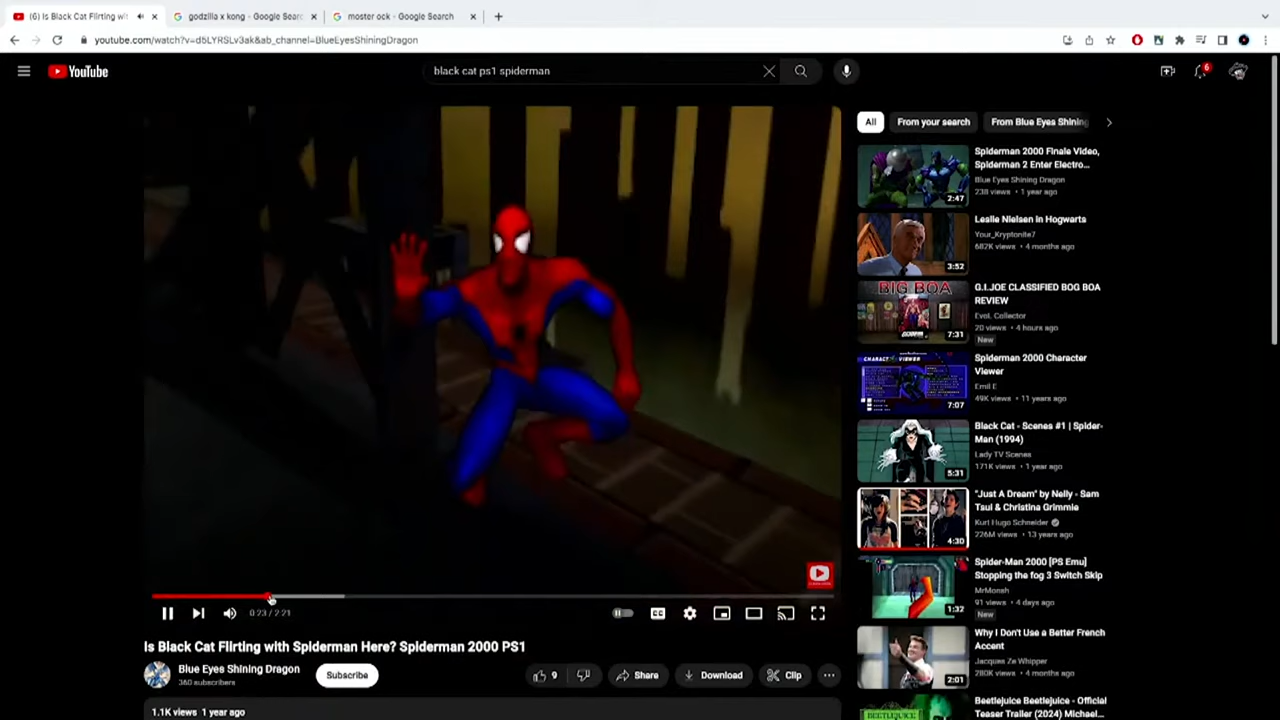 (6) Is Black Cat Flirting wit
godzilla x kong - Google Searc
moster ock - Google Search
youtube.com/watch?v=d5LYRSLv3ak&ab_channel=BlueEyesShiningDragon
YouTube
black cat ps1 spiderman
6
All
From your search
From Blue Eyes Shining
Spiderman 2000 Finale Video,
Spiderman 2 Enter Electro...
Blue Eyes Shining Dragon
238 views • 1 year ago
2:47
Leslie Nielsen in Hogwarts
Your_Kryptonite7
682K views • 4 months ago
3:52
BIG BOA
G.I.JOE CLASSIFIED BOG BOA
REVIEW
Evol. Collector
20 views • 4 hours ago
New
7:31
CHARACTER VIEWER
Spiderman 2000 Character
Viewer
Emil E
49K views • 11 years ago
7:07
Black Cat - Scenes #1 | Spider-
Man (1994)
Lady TV Scenes
171K views • 1 year ago
5:31
"Just A Dream" by Nelly - Sam
Tsui & Christina Grimmie
Kurt Hugo Schneider
226M views • 13 years ago
4:30
Spider-Man 2000 [PS Emu]
Stopping the fog 3 Switch Skip
MrMonsh
91 views • 4 days ago
New
1:32
Why I Don't Use a Better French
Accent
Jacques Ze Whipper
280K views • 4 months ago
2:01
Beetlejuice Beetlejuice - Official
Teaser Trailer (2024) Michael...
BEETLEJUICE
0:23 / 2:21
CC
Is Black Cat Flirting with Spiderman Here? Spiderman 2000 PS1
Blue Eyes Shining Dragon
360 subscribers
Subscribe
9
Share
Download
Clip
1.1K views 1 year ago